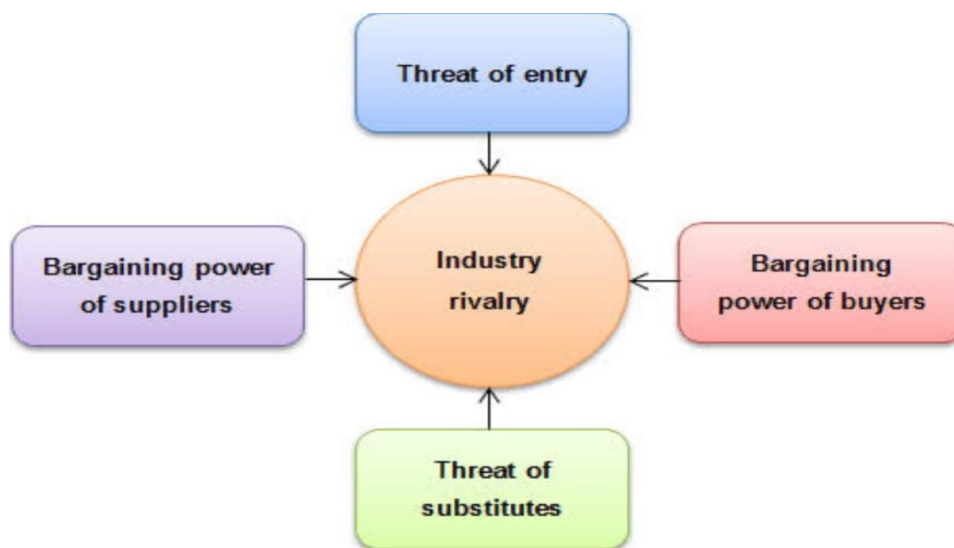 Threat of entry
Bargaining power
of suppliers
Industry
rivalry
Bargaining
power of buyers
Threat of
substitutes